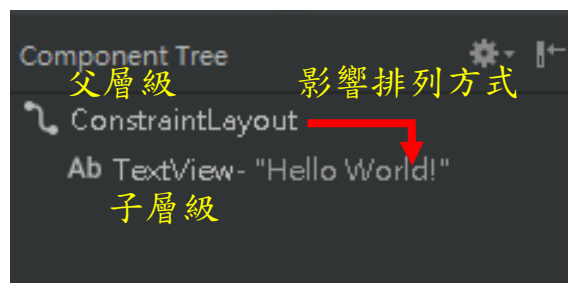 Component Tree
父層級 影響排列方式
ConstraintLayout
Ab TextView- "Hello World!"
子層級